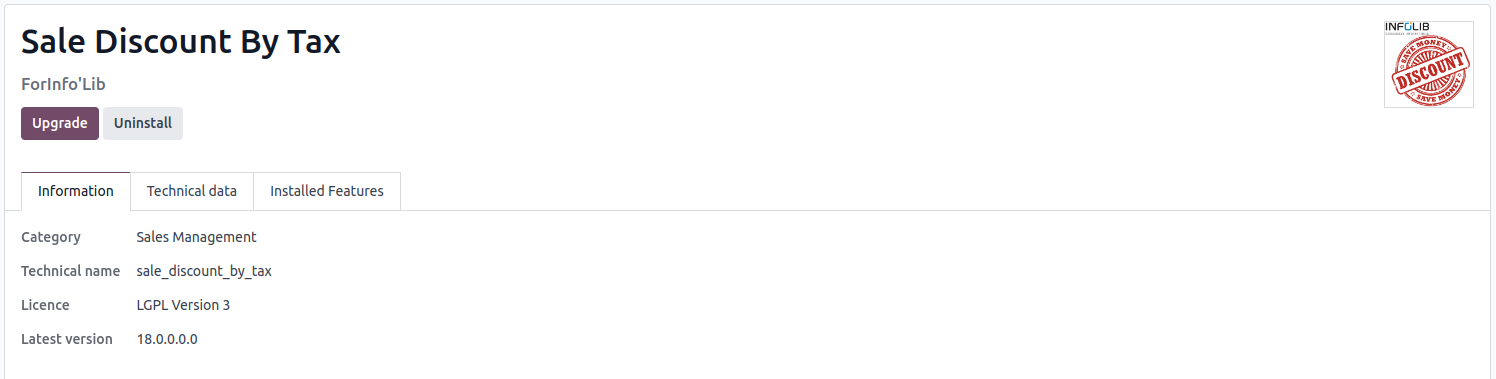 Sale Discount By Tax
ForInfo'Lib
Upgrade Uninstall
INFOLIB
SAVE MONEY
DISCOUNT
SAVE MONEY
Information Technical data Installed Features
Category Sales Management
Technical name sale_discount_by_tax
Licence LGPL Version 3
Latest version 18.0.0.0.0